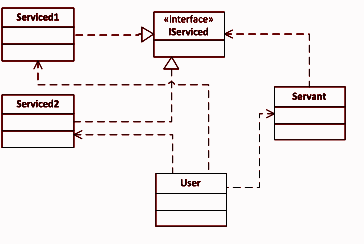 Serviced1
«interface»
IServiced
Serviced2
Servant
User